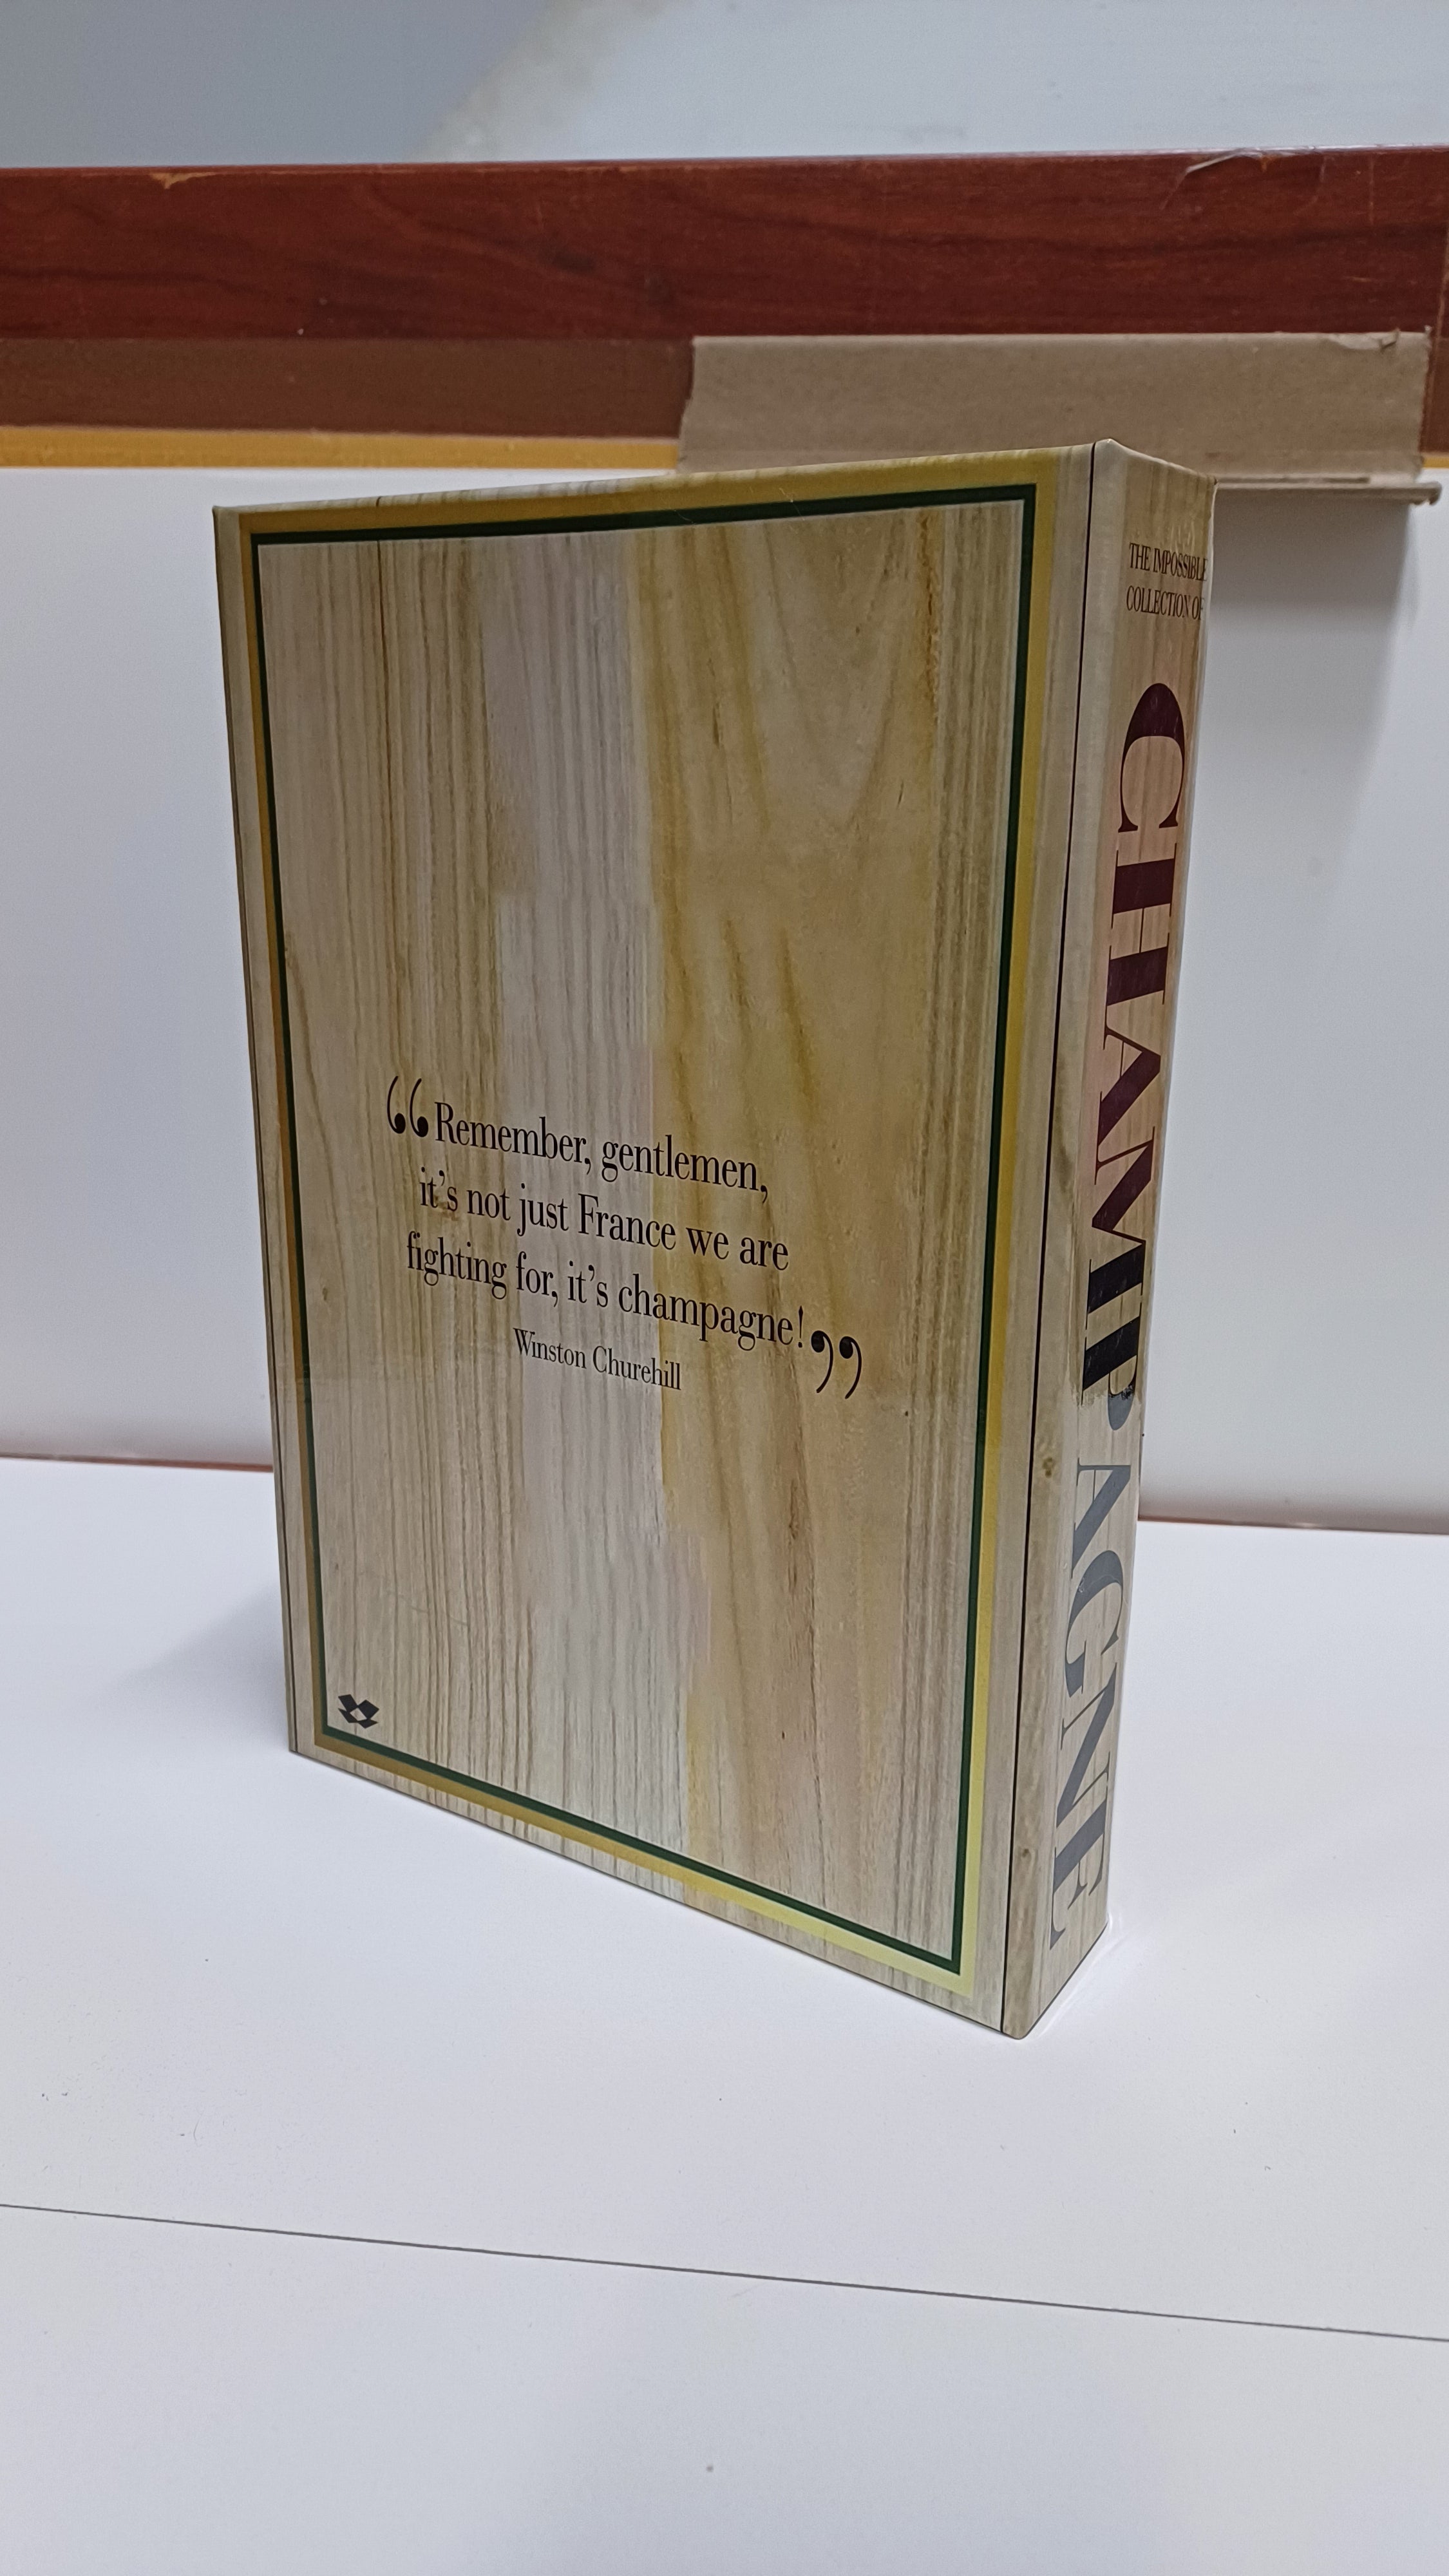 “Remember, gentlemen,
it's not just France we are
fighting for, it's champagne!”
Winston Churehill
THE IMPOSSIBLE
COLLECTION OF
CHAMPAGNE